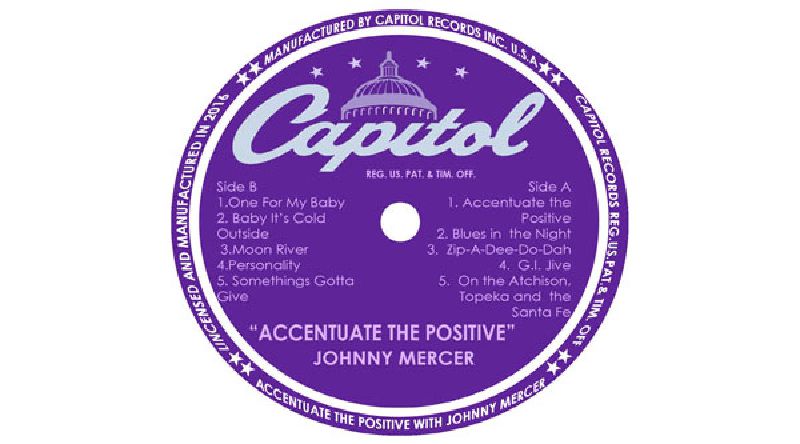 MANUFACTURED BY CAPITOL RECORDS INC. U.S.A
CAPITOL RECORDS REG.US.PAT.& TIM. OFF
LINCENSED AND MANUFACTURED IN 2016
Capitol
REG. US. PAT. & TIM. OFF.
Side B
1.One For My Baby
2. Baby It's Cold
Outside
3.Moon River
4.Personality
5. Somethings Gotta
Give
Side A
1. Accentuate the
Positive
2. Blues in the Night
3. Zip-A-Dee-Do-Dah
4. G.I. Jive
5. On the Atchison,
Topeka and the
Santa Fe
“ACCENTUATE THE POSITIVE”
JOHNNY MERCER
ACCENTUATE THE POSITIVE WITH JOHNNY MERCER